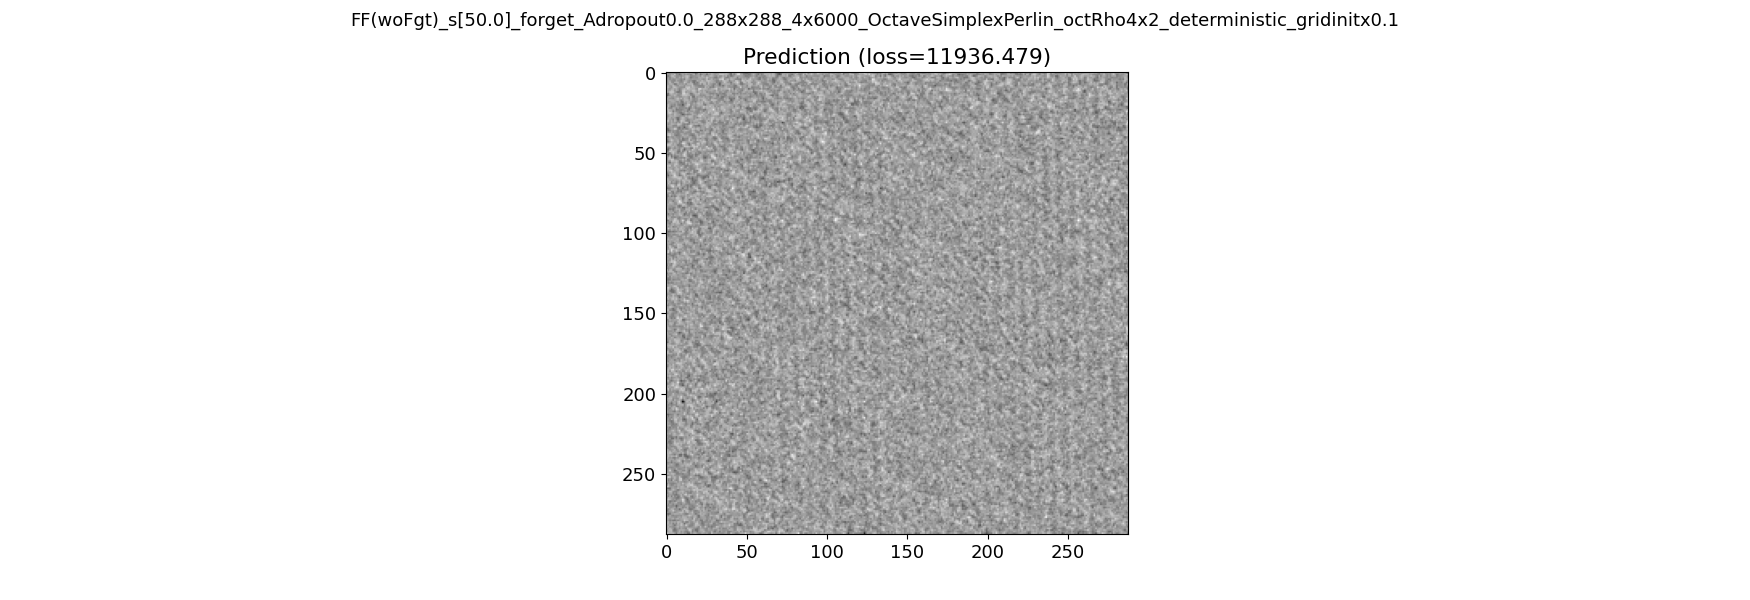 FF(woFgt)_s[50.0]_forget_Adropout0.0_288x288_4x6000_OctaveSimplexPerlin_octRho4x2_deterministic_gridinitx0.1
Prediction (loss=11936.479)
0
50
100
150
200
250
0 50 100 150 200 250